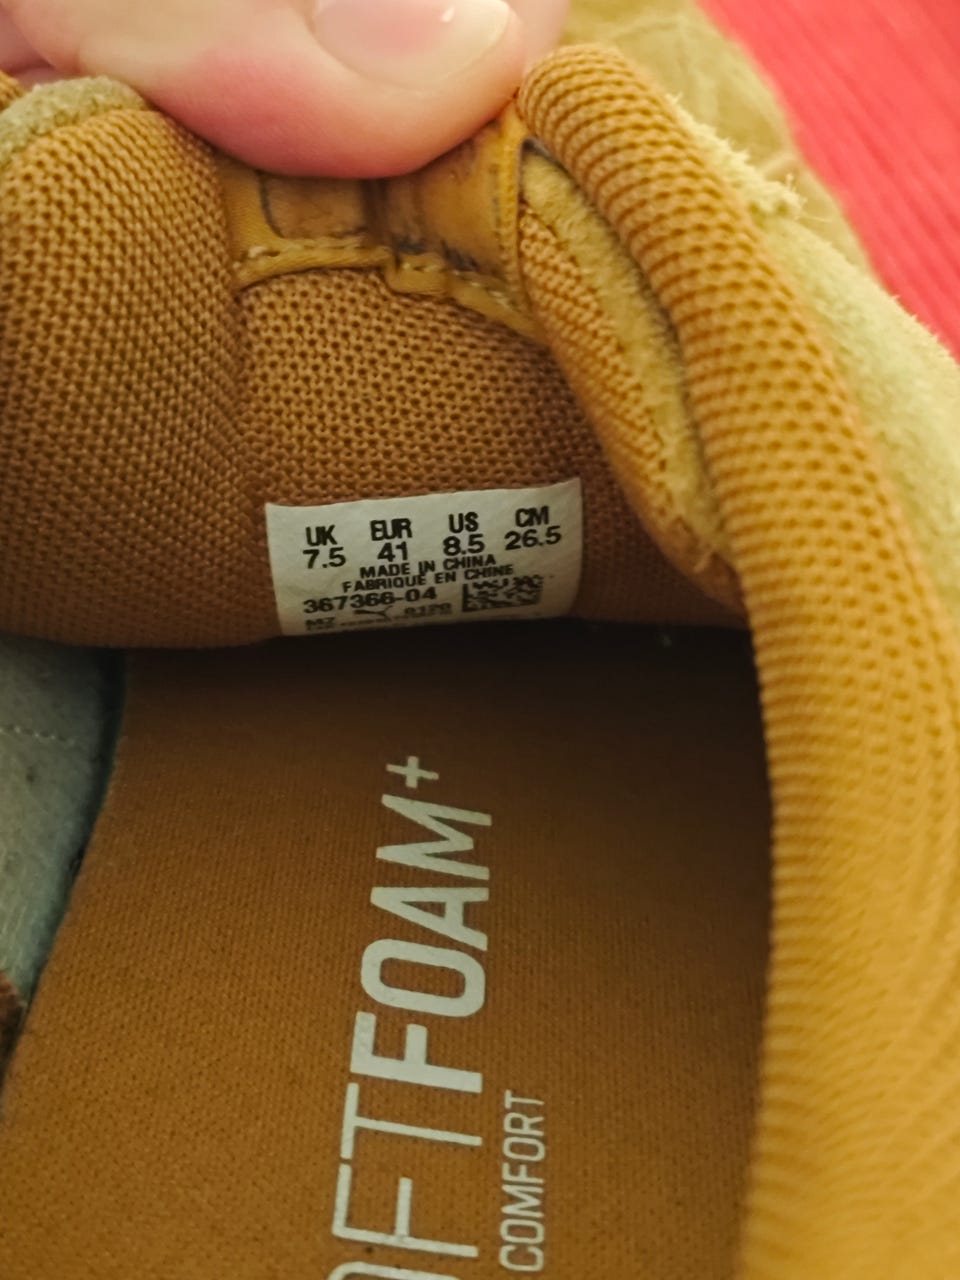 UK EUR US CM
7.5 41 8.5 26.5
MADE IN CHINA
FABRIQUÉ EN CHINE
367366-04
FTFOAM+
COMFORT